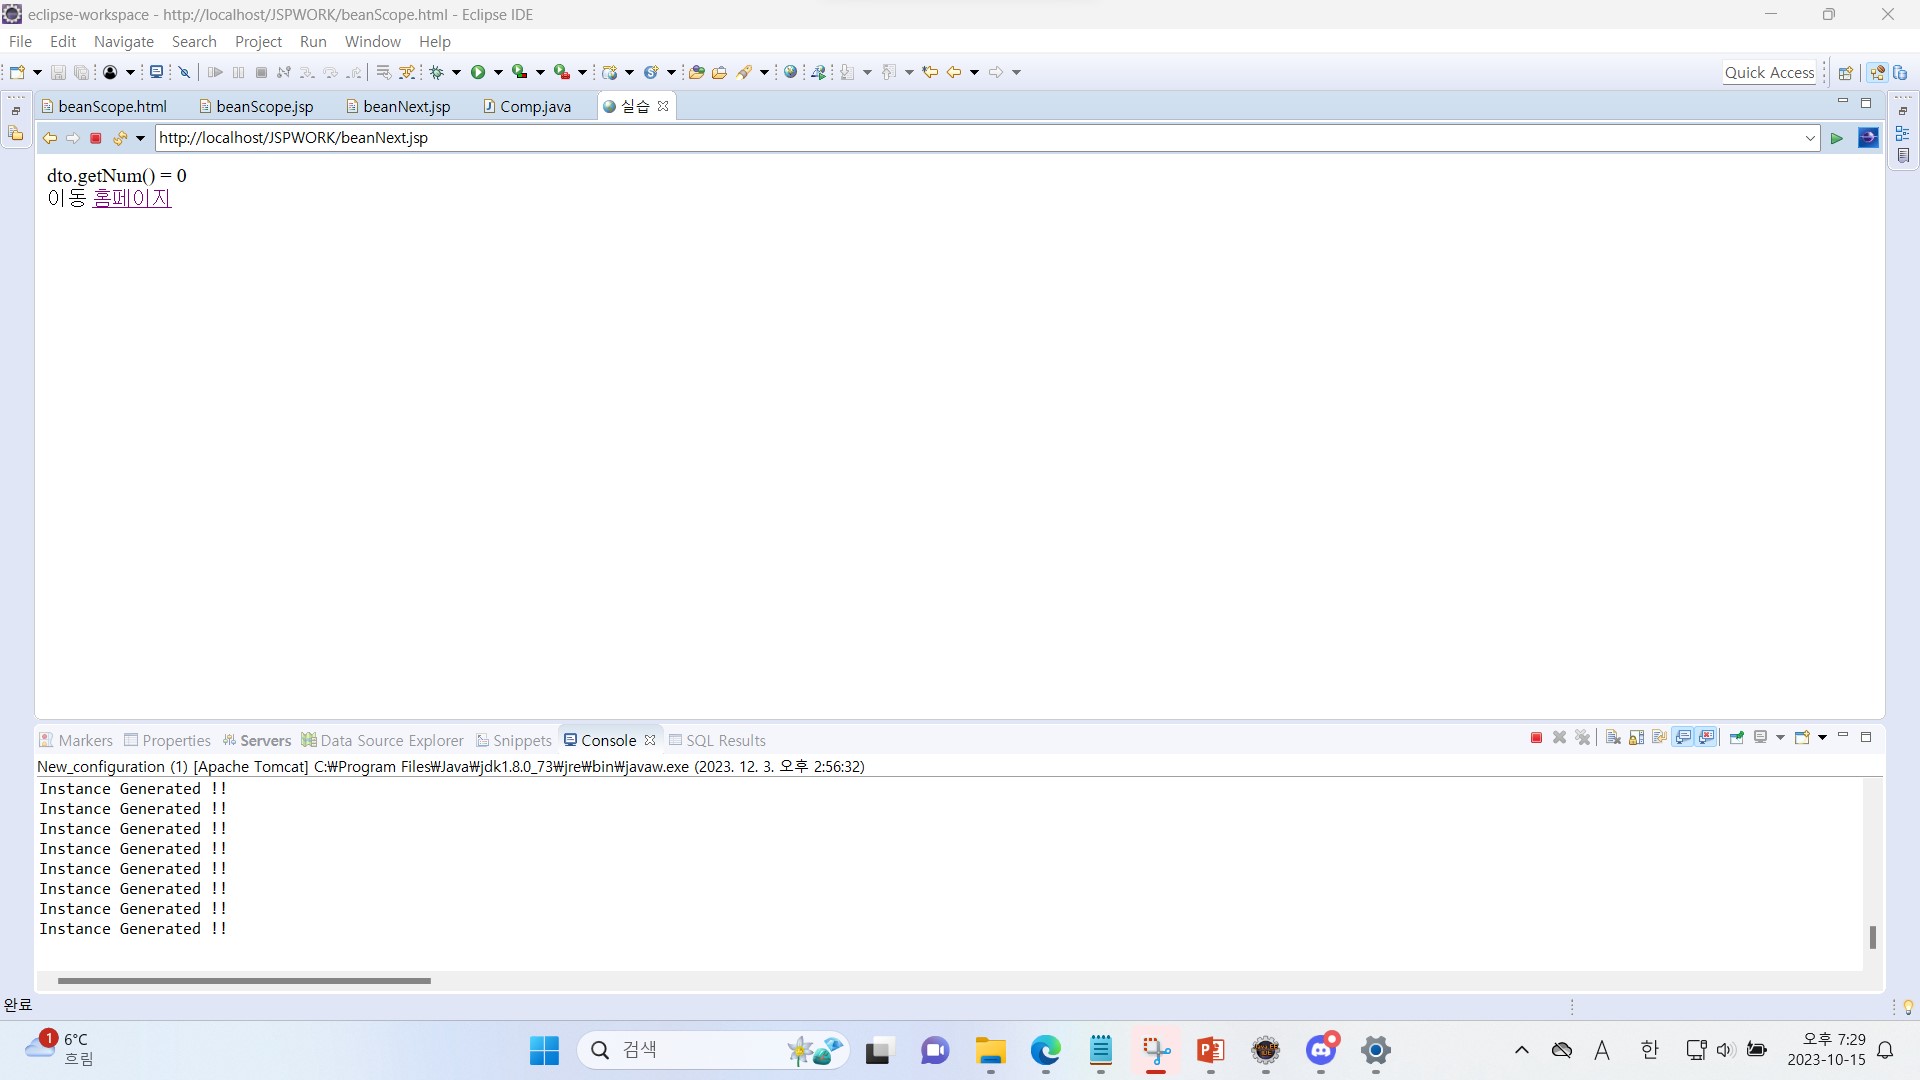 eclipse-workspace - http://localhost/JSPWORK/beanScope.html - Eclipse IDE
File Edit Navigate Search Project Run Window Help
Quick Access
beanScope.html beanScope.jsp beanNext.jsp Comp.java 실습
http://localhost/JSPWORK/beanNext.jsp
dto.getNum() = 0
이동 홈페이지
Markers Properties Servers Data Source Explorer Snippets Console SQL Results
New_configuration (1) [Apache Tomcat] C:₩Program Files₩Java₩jdk1.8.0_73₩jre₩bin₩javaw.exe (2023. 12. 3. 오후 2:56:32)
Instance Generated !!
Instance Generated !!
Instance Generated !!
Instance Generated !!
Instance Generated !!
Instance Generated !!
Instance Generated !!
Instance Generated !!
완료
1 6°C
흐림
검색
A 한
오후 7:29
2023-10-15